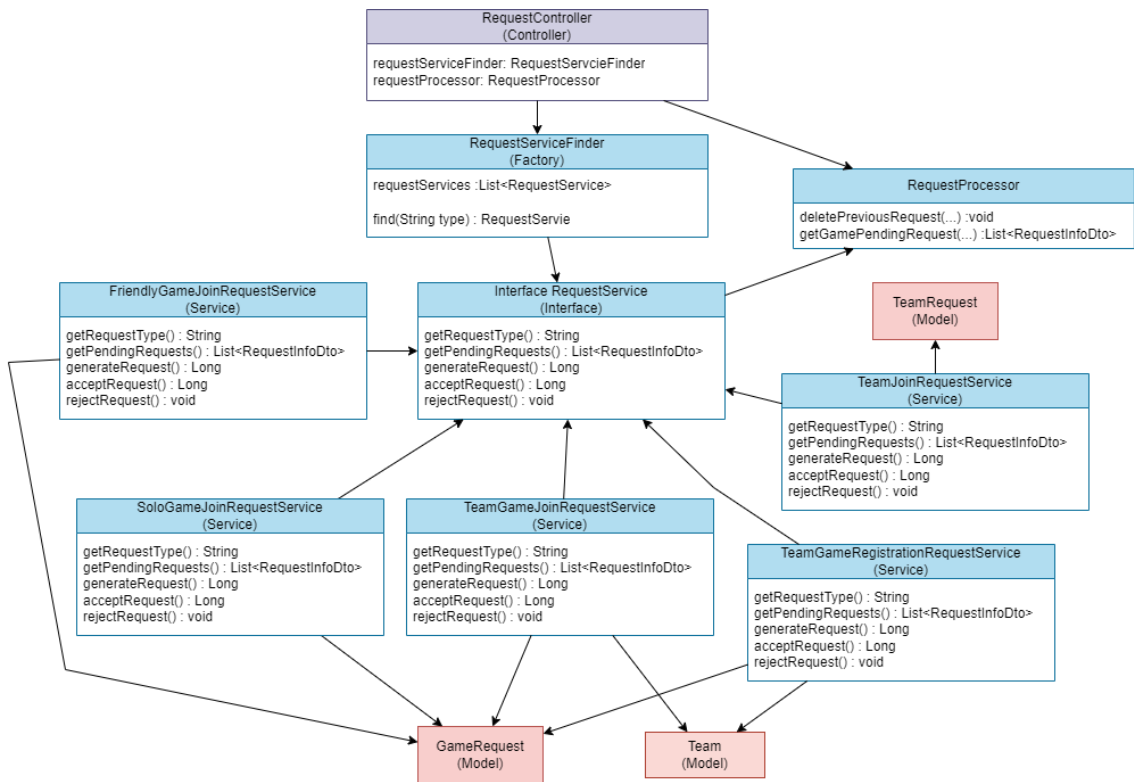 RequestController
(Controller)
requestServiceFinder: RequestServcieFinder
requestProcessor: RequestProcessor
RequestServiceFinder
(Factory)
requestServices :List<RequestService>
find(String type) : RequestServie
RequestProcessor
deletePreviousRequest(...) :void
getGamePendingRequest(...) :List<RequestInfoDto>
FriendlyGameJoinRequestService
(Service)
getRequestType() : String
getPendingRequests() : List<RequestInfoDto>
generateRequest() : Long
acceptRequest() : Long
rejectRequest() : void
Interface RequestService
(Interface)
getRequestType() : String
getPendingRequests() : List<RequestInfoDto>
generateRequest() : Long
acceptRequest() : Long
rejectRequest() : void
TeamRequest
(Model)
TeamJoinRequestService
(Service)
getRequestType() : String
getPendingRequests() : List<RequestInfoDto>
generateRequest() : Long
acceptRequest() : Long
rejectRequest() : void
SoloGameJoinRequestService
(Service)
getRequestType() : String
getPendingRequests() : List<RequestInfoDto>
generateRequest() : Long
acceptRequest() : Long
rejectRequest() : void
TeamGameJoinRequestService
(Service)
getRequestType() : String
getPendingRequests() : List<RequestInfoDto>
generateRequest() : Long
acceptRequest() : Long
rejectRequest() : void
TeamGameRegistrationRequestService
(Service)
getRequestType() : String
getPendingRequests() : List<RequestInfoDto>
generateRequest() : Long
acceptRequest() : Long
rejectRequest() : void
GameRequest
(Model)
Team
(Model)